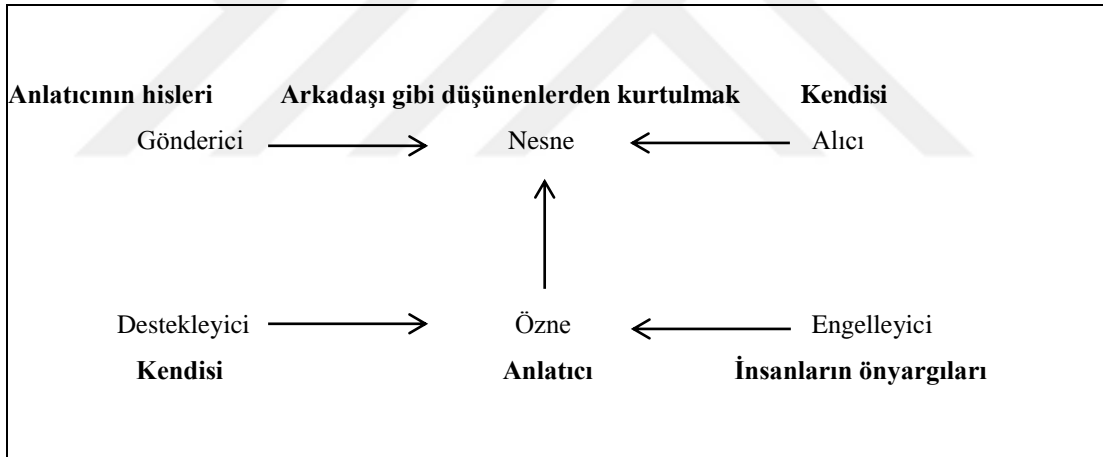 Anlatıcının hisleri Arkadaşı gibi düşünenlerden kurtulmak Kendisi
Gönderici Nesne Alıcı
Destekleyici Özne Engelleyici
Kendisi Anlatıcı İnsanların önyargıları